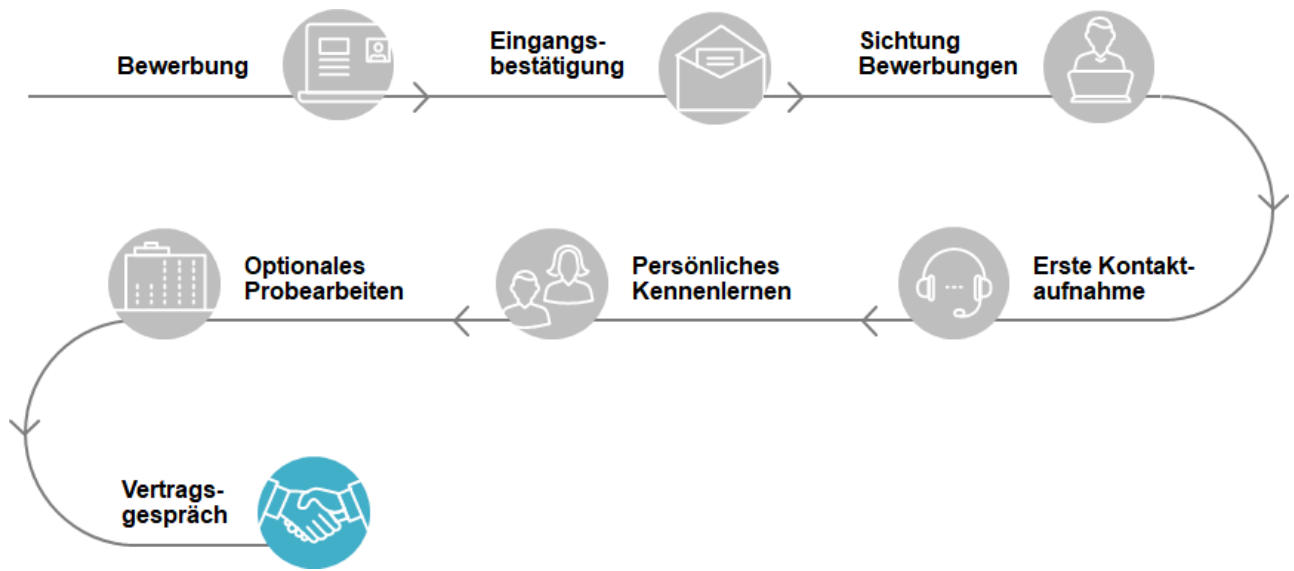 Bewerbung
Eingangs-
bestätigung
Sichtung
Bewerbungen
Erste Kontakt-
aufnahme
Persönliches
Kennenlernen
Optionales
Probearbeiten
Vertrags-
gespräch